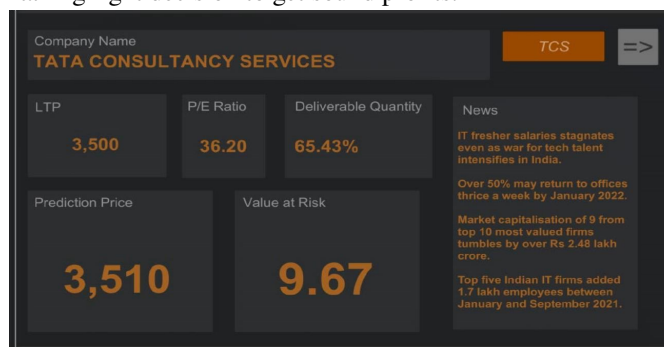 Company Name
TATA CONSULTANCY SERVICES
TCS
=>
LTP
3,500
P/E Ratio
36.20
Deliverable Quantity
65.43%
News
IT fresher salaries stagnates
even as war for tech talent
intensifies in India.
Over 50% may return to offices
thrice a week by January 2022.
Market capitalisation of 9 from
top 10 most valued firms
tumbles by over Rs 2.48 lakh
crore.
Top five Indian IT firms added
1.7 lakh employees between
January and September 2021.
Prediction Price
3,510
Value at Risk
9.67